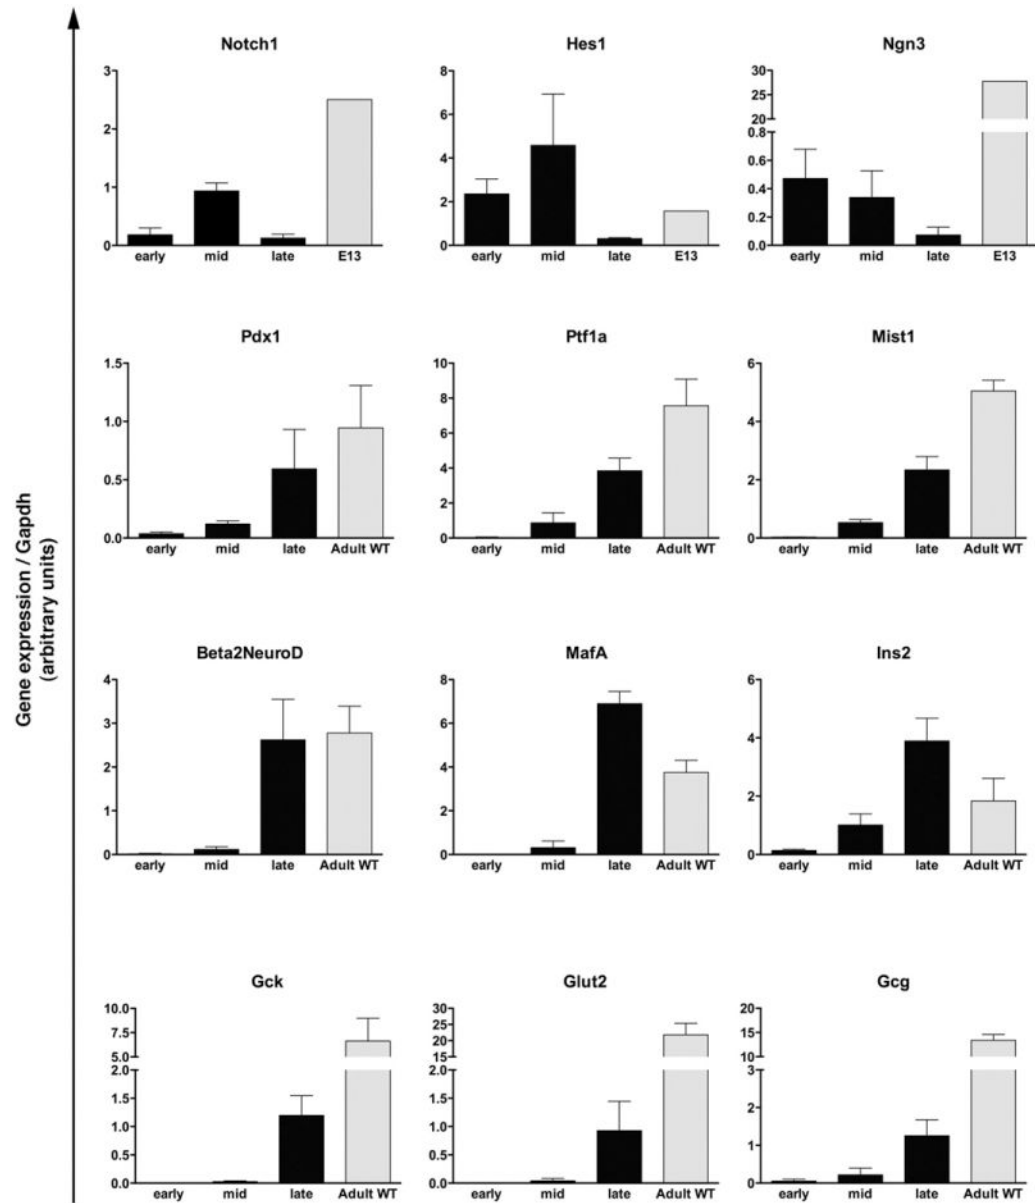 Gene expression / Gapdh
(arbitrary units)
Notch1
3
2
1
0
early mid late E13
Hes1
8
6
4
2
0
early mid late E13
Ngn3
30
25
20
0.8
0.6
0.4
0.2
0.0
early mid late E13
Pdx1
1.5
1.0
0.5
0.0
early mid late Adult WT
Ptf1a
10
8
6
4
2
0
early mid late Adult WT
Mist1
6
4
2
0
early mid late Adult WT
Beta2NeuroD
4
3
2
1
0
early mid late Adult WT
MafA
8
6
4
2
0
early mid late Adult WT
Ins2
6
4
2
0
early mid late Adult WT
Gck
10.0
7.5
5.0
2.0
1.5
1.0
0.5
0.0
early mid late Adult WT
Glut2
30
25
20
15
2.0
1.5
1.0
0.5
0.0
early mid late Adult WT
Gcg
20
15
10
3
2
1
0
early mid late Adult WT